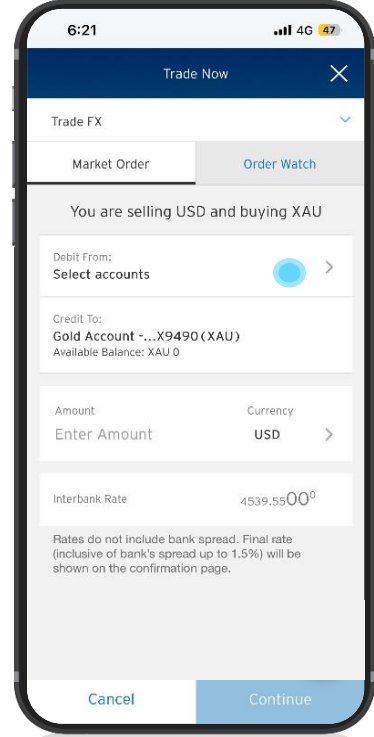 6:21 4G 47
Trade Now
Trade FX
Market Order Order Watch
You are selling USD and buying XAU
Debit From:
Select accounts
Credit To:
Gold Account -...X9490 (XAU)
Available Balance: XAU 0
Amount Currency
Enter Amount USD
Interbank Rate 4539.5500⁰
Rates do not include bank spread. Final rate
(inclusive of bank's spread up to 1.5%) will be
shown on the confirmation page.
Cancel Continue